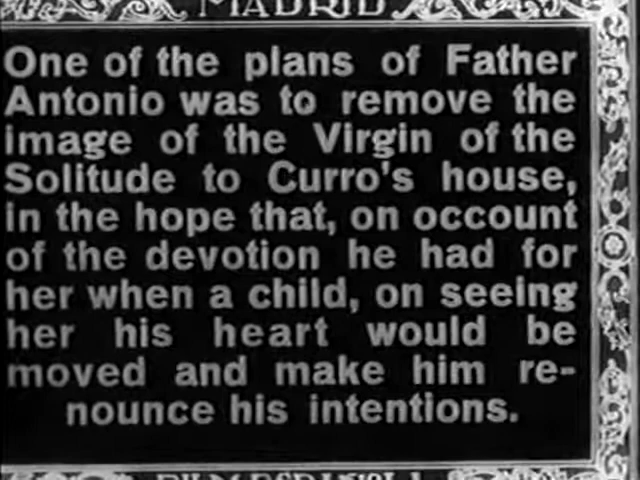 MADRID
One of the plans of Father
Antonio was to remove the
image of the Virgin of the
Solitude to Curro's house,
in the hope that, on occount
of the devotion he had for
her when a child, on seeing
her his heart would be
moved and make him re-
nounce his intentions.